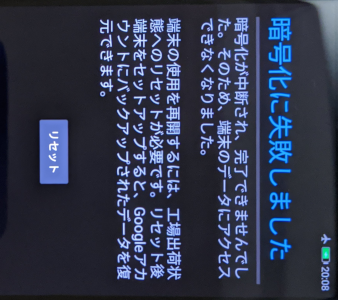 20:08
暗号化に失敗しました
暗号化が中断され、完了できませんでし
た。そのため、端末のデータにアクセス
できなくなりました。
端末の使用を再開するには、工場出荷状
態へのリセットが必要です。リセット後
端末をセットアップすると、Googleアカ
ウントにバックアップされたデータを復
元できます。
リセット